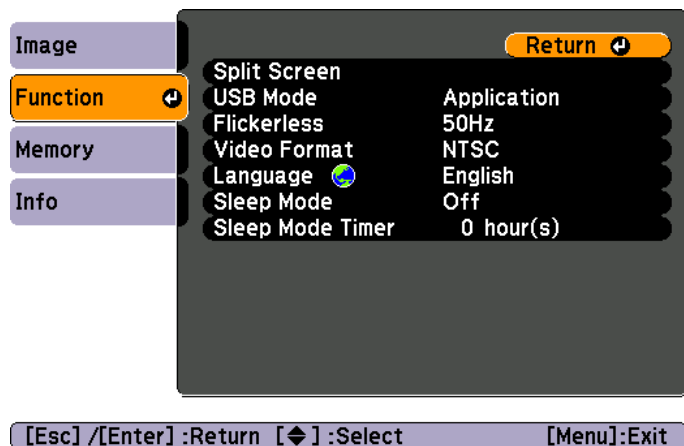 Image
Function
Memory
Info
Return
Split Screen
USB Mode Application
Flickerless 50Hz
Video Format NTSC
Language English
Sleep Mode Off
Sleep Mode Timer 0 hour(s)
[Esc] /[Enter] :Return [◆] :Select [Menu]:Exit